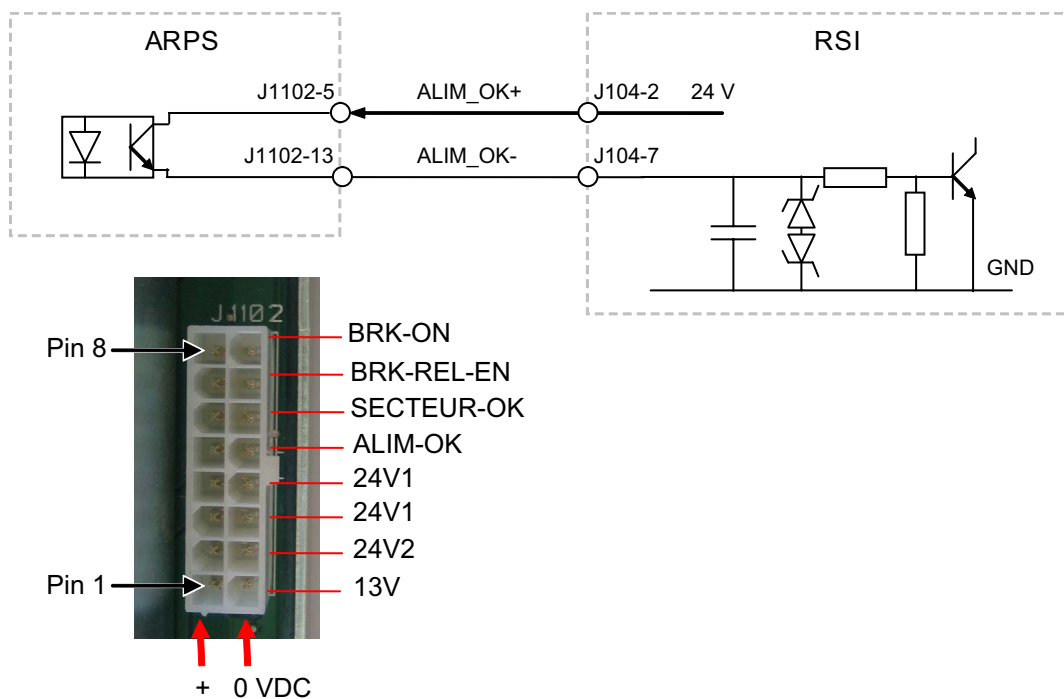 ARPS
RSI
J1102-5
ALIM_OK+
J104-2
24 V
J1102-13
ALIM_OK-
J104-7
GND
J1102
Pin 8
BRK-ON
BRK-REL-EN
SECTEUR-OK
ALIM-OK
24V1
24V1
24V2
Pin 1
13V
+ 0 VDC